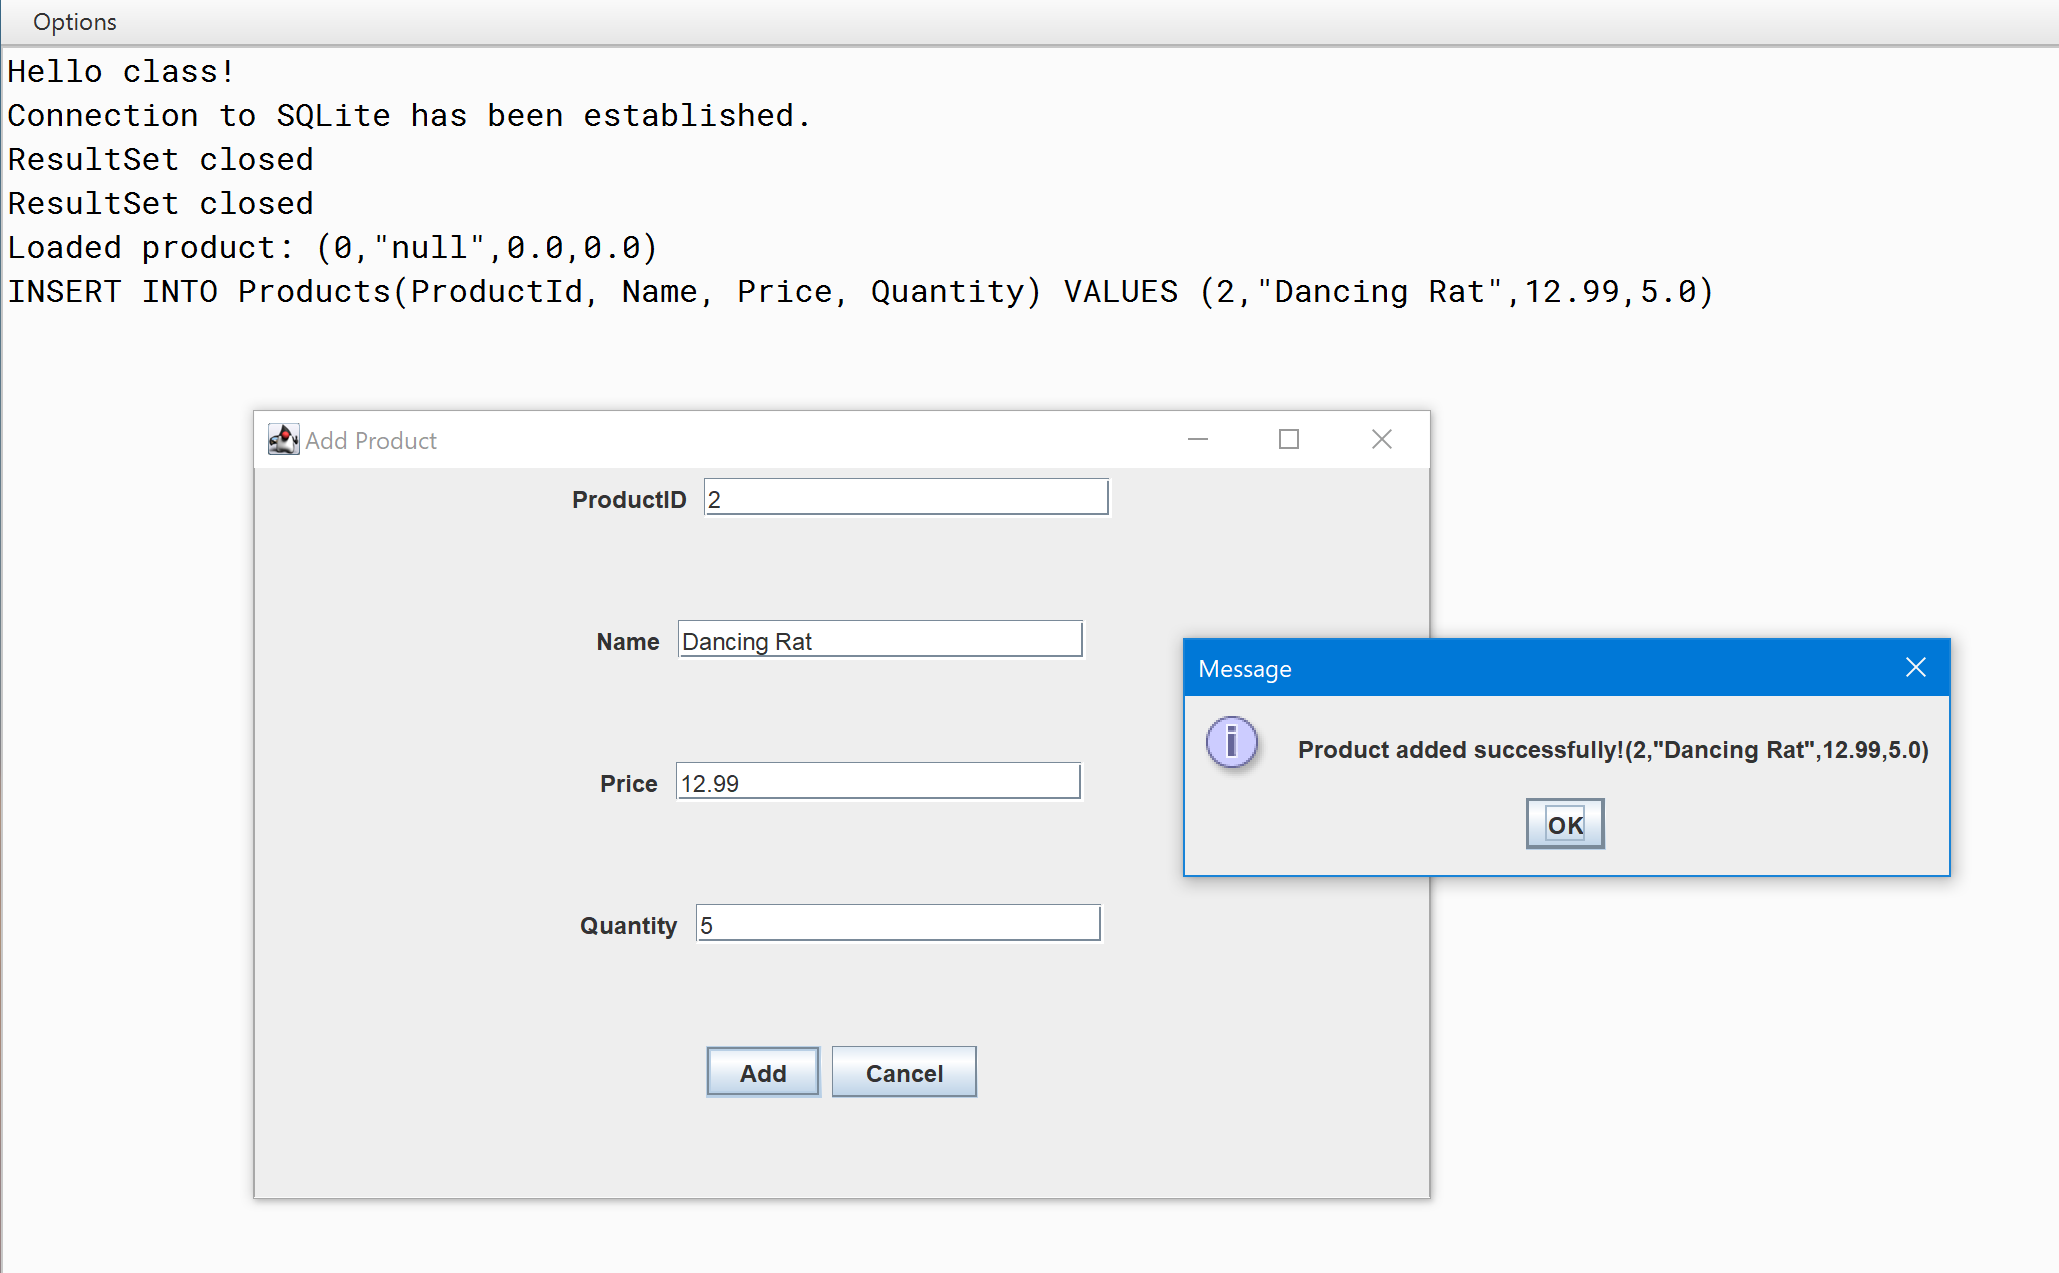 Options
Hello class!
Connection to SQLite has been established.
ResultSet closed
ResultSet closed
Loaded product: (0,"null",0.0,0.0)
INSERT INTO Products(ProductId, Name, Price, Quantity) VALUES (2,"Dancing Rat",12.99,5.0)
Add Product
ProductID 2
Name Dancing Rat
Price 12.99
Quantity 5
Add Cancel
Message
Product added successfully!(2,"Dancing Rat",12.99,5.0)
OK